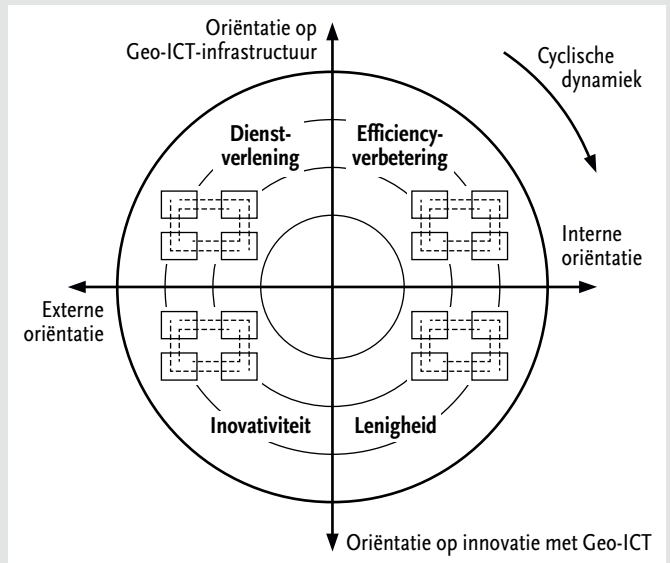 Oriëntatie op
Geo-ICT-infrastructuur
Cyclische
dynamiek
Dienst-
verlening
Efficiency-
verbetering
Interne
oriëntatie
Externe
oriëntatie
Inovativiteit
Lenigheid
Oriëntatie op innovatie met Geo-ICT